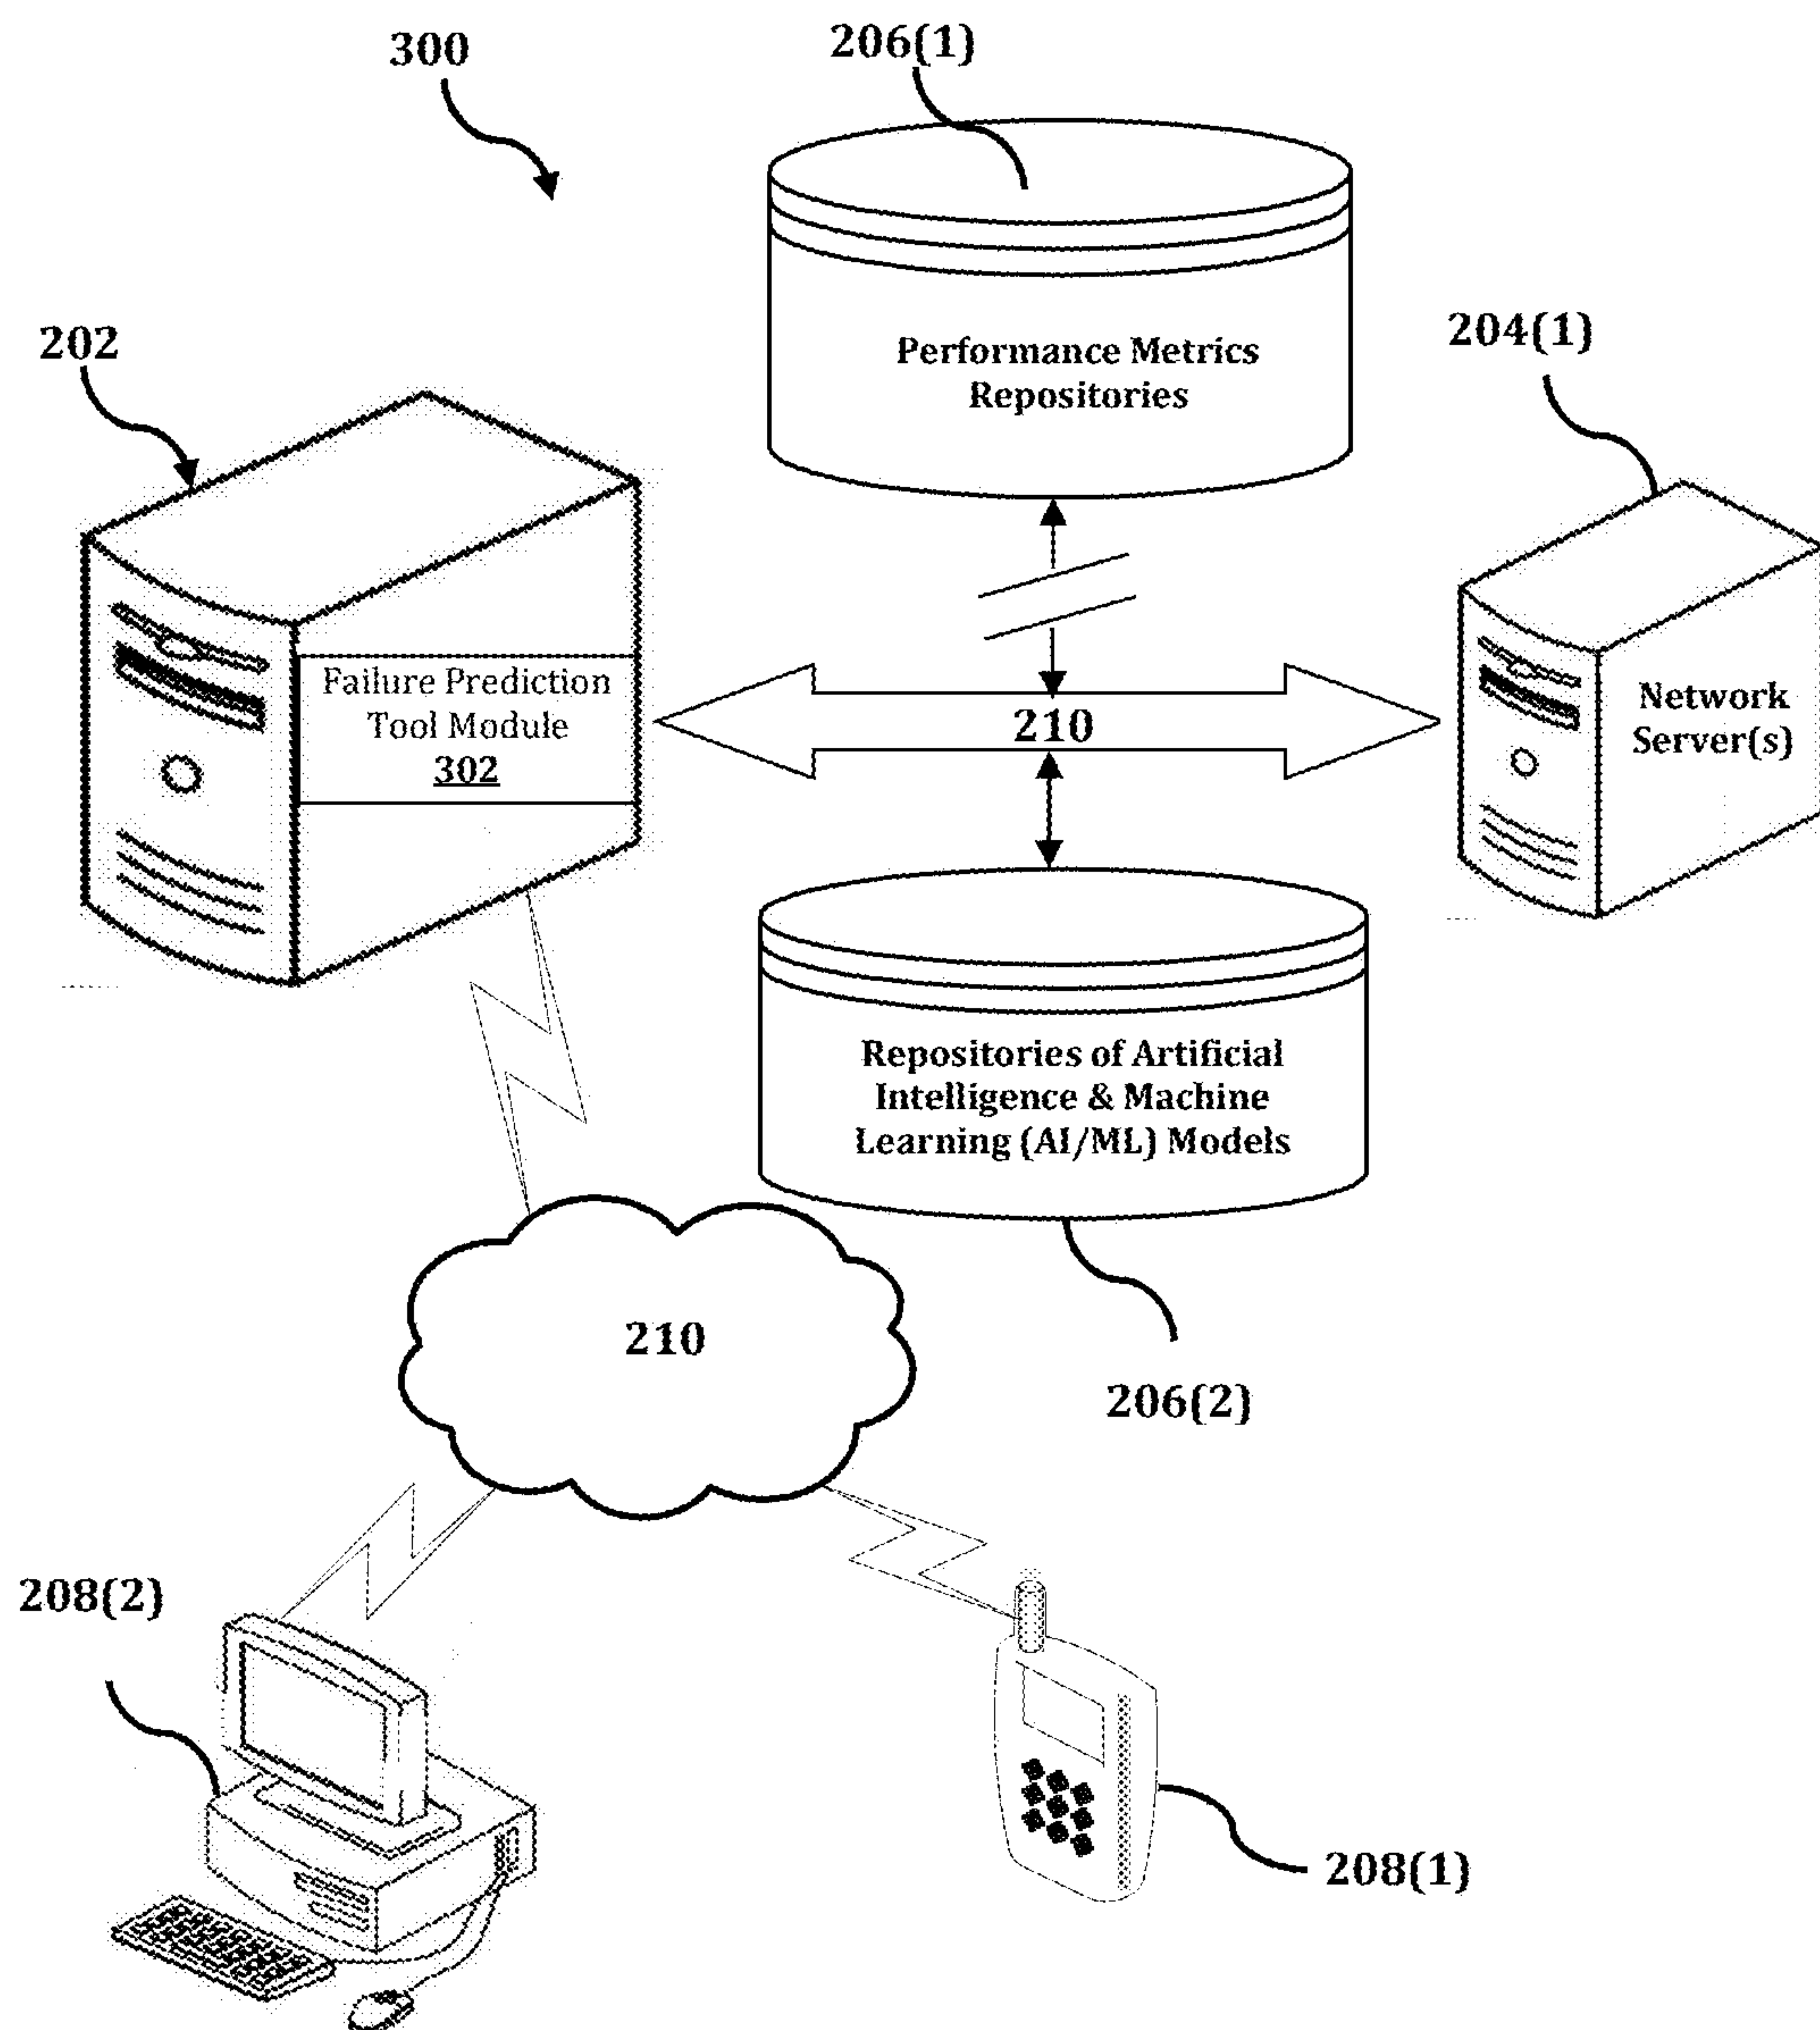 300
206(1)
202
204(1)
Performance Metrics
Repositories
Failure Prediction
Tool Module
302
210
Network
Server(s)
Repositories of Artificial
Intelligence & Machine
Learning (AI/ML) Models
210
206(2)
208(2)
208(1)